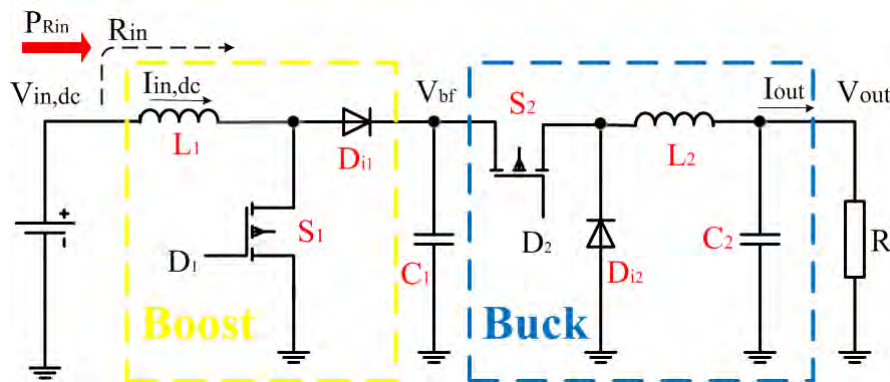 PRin
Rin
Vin,dc
Iin,dc
L1
Di1
S1
D1
Boost
Vbf
C1
S2
D2
Di2
Buck
L2
C2
Iout
Vout
R
+
-